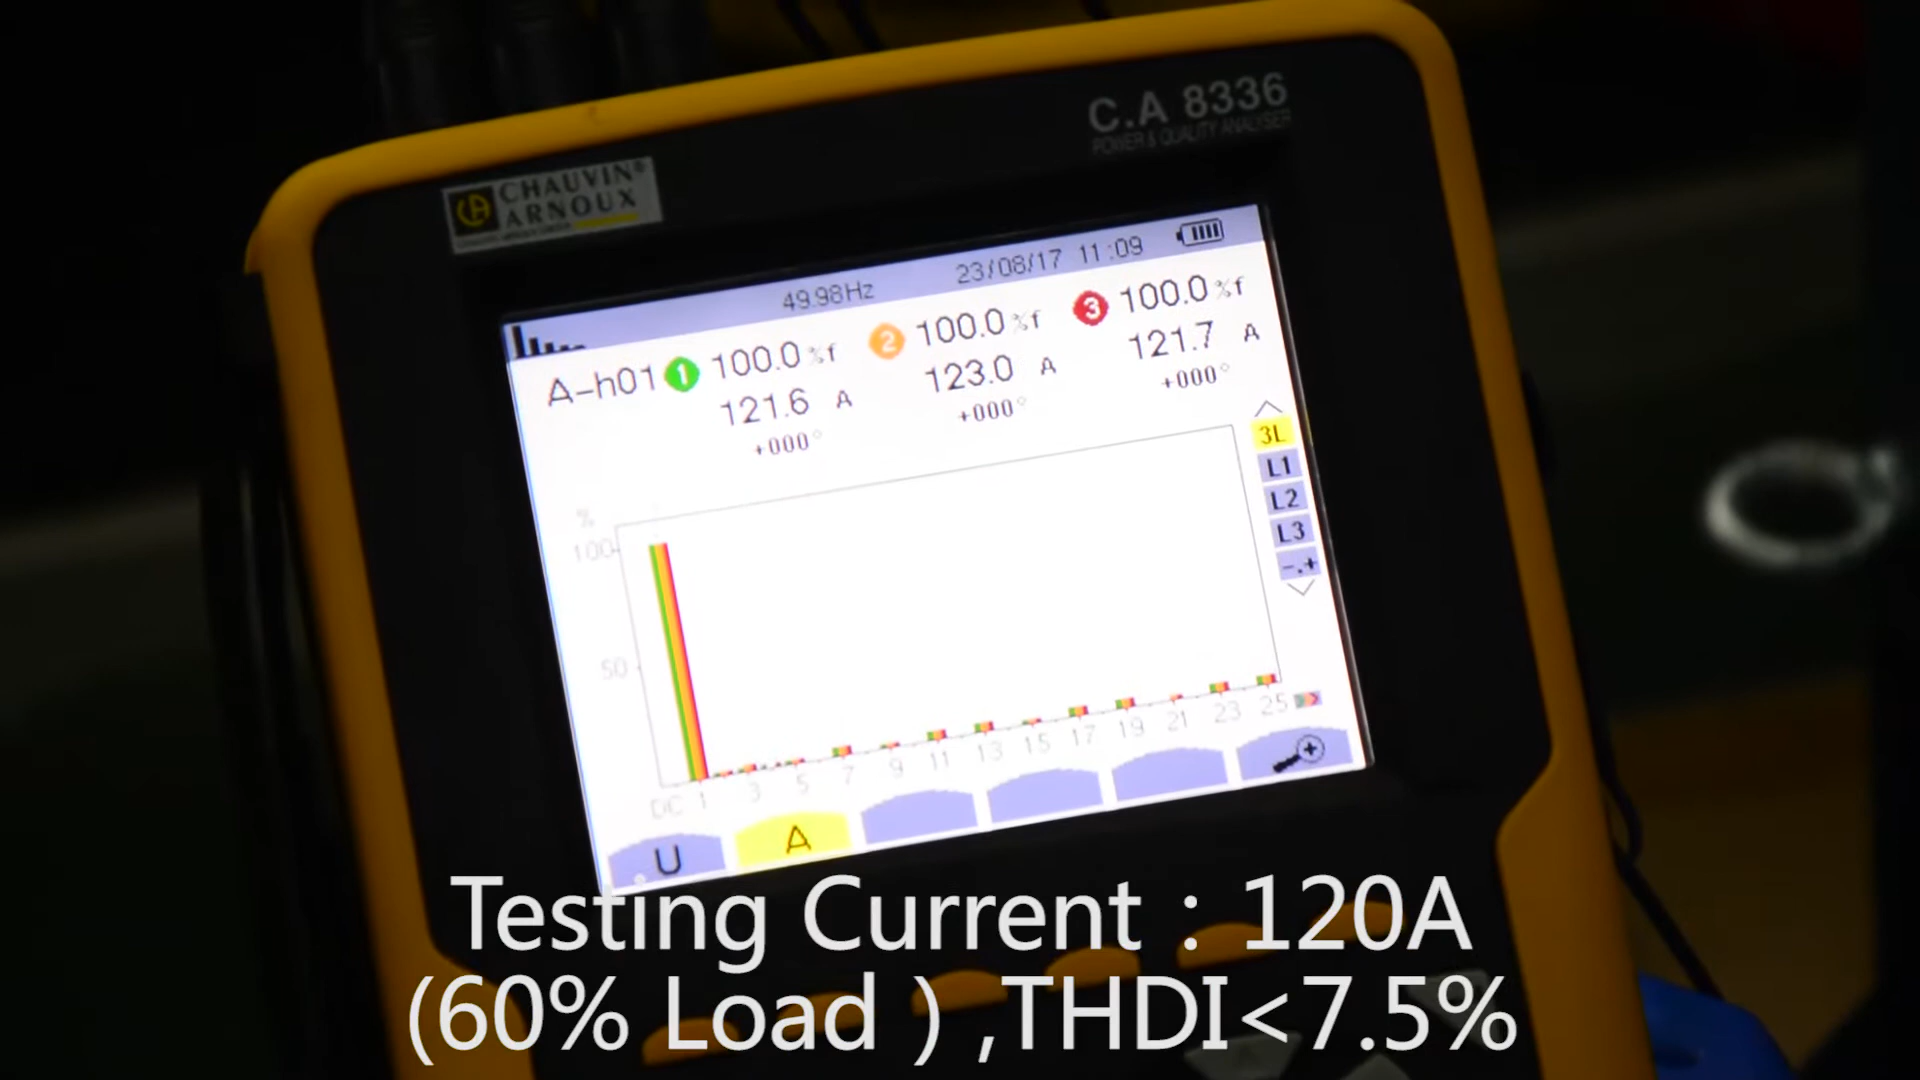 C.A 8336
POWER & QUALITY ANALYSER
CHAUVIN®
ARNOUX
49.98Hz 23/08/17 11:09
A-h01 1 100.0 %f 2 100.0 %f 3 100.0 %f
121.6 A 123.0 A 121.7 A
+000° +000° +000°
3L
L1
L2
L3
-.+
%
100
50
DC 1 3 5 7 9 11 13 15 17 19 21 23 25
U A
Testing Current : 120A
(60% Load ) ,THDI<7.5%